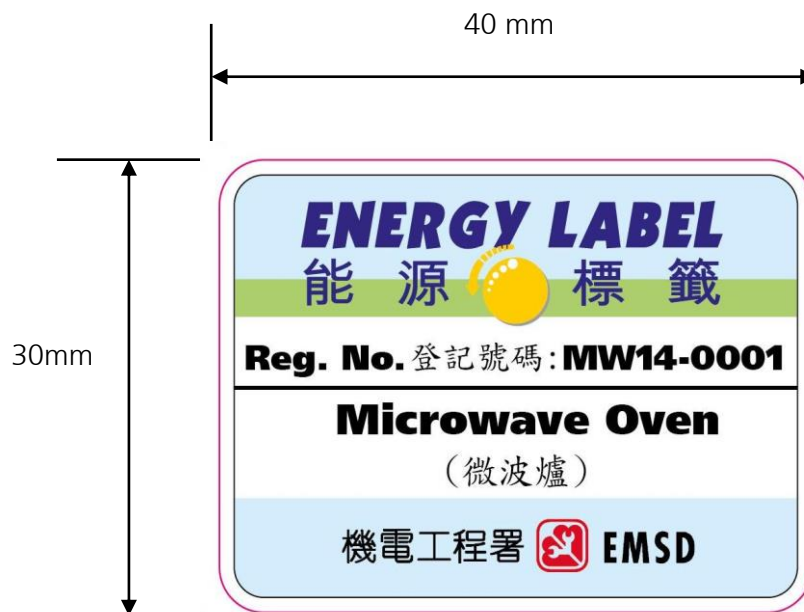 40 mm
30mm
ENERGY LABEL
能源標籤
Reg. No. 登記號碼:MW14-0001
Microwave Oven
(微波爐)
機電工程署 EMSD